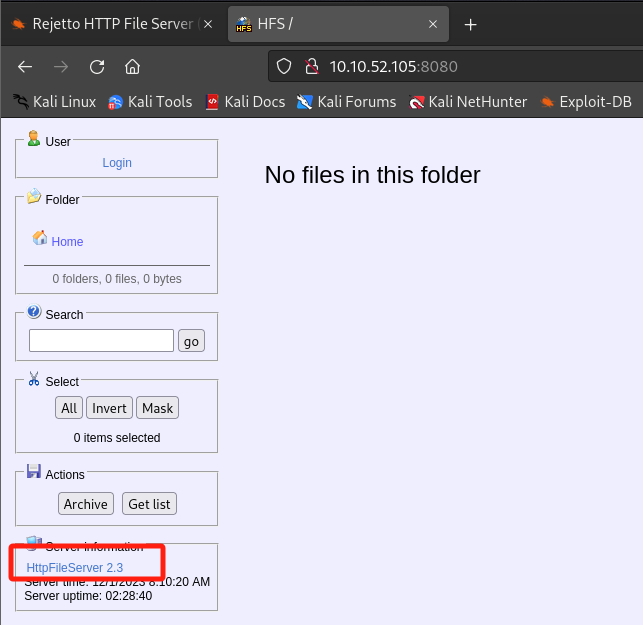 Rejetto HTTP File Server (
HFS /
HFS
10.10.52.105:8080
Kali Linux Kali Tools Kali Docs Kali Forums Kali NetHunter Exploit-DB
User
Login
Folder
Home
0 folders, 0 files, 0 bytes
Search
go
Select
All Invert Mask
0 items selected
Actions
Archive Get list
Server information
HttpFileServer 2.3
Server time: 12/1/2023 8:10:20 AM
Server uptime: 02:28:40
No files in this folder